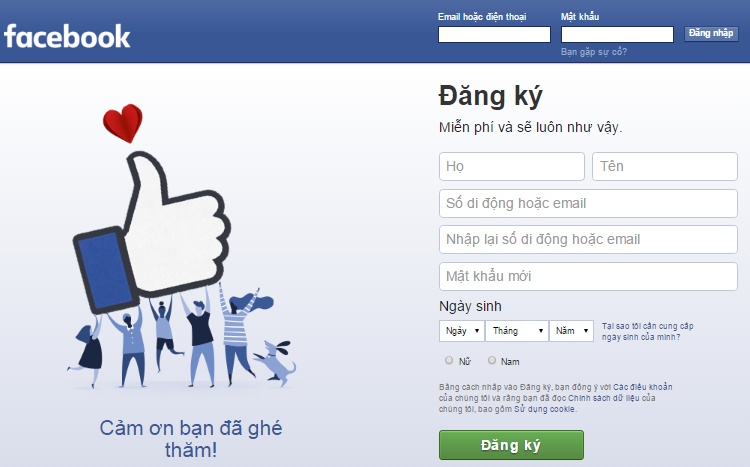 facebook
Email hoặc điện thoại
Mật khẩu
Đăng nhập
Bạn gặp sự cố?
Đăng ký
Miễn phí và sẽ luôn như vậy.
Họ
Tên
Số di động hoặc email
Nhập lại số di động hoặc email
Mật khẩu mới
Ngày sinh
Ngày
Tháng
Năm
Tại sao tôi cần cung cấp
ngày sinh của mình?
Nữ
Nam
Bằng cách nhấp vào Đăng ký, bạn đồng ý với Các điều khoản
của chúng tôi và rằng bạn đã đọc Chính sách dữ liệu của
chúng tôi, bao gồm Sử dụng cookie.
Đăng ký
Cảm ơn bạn đã ghé
thăm!